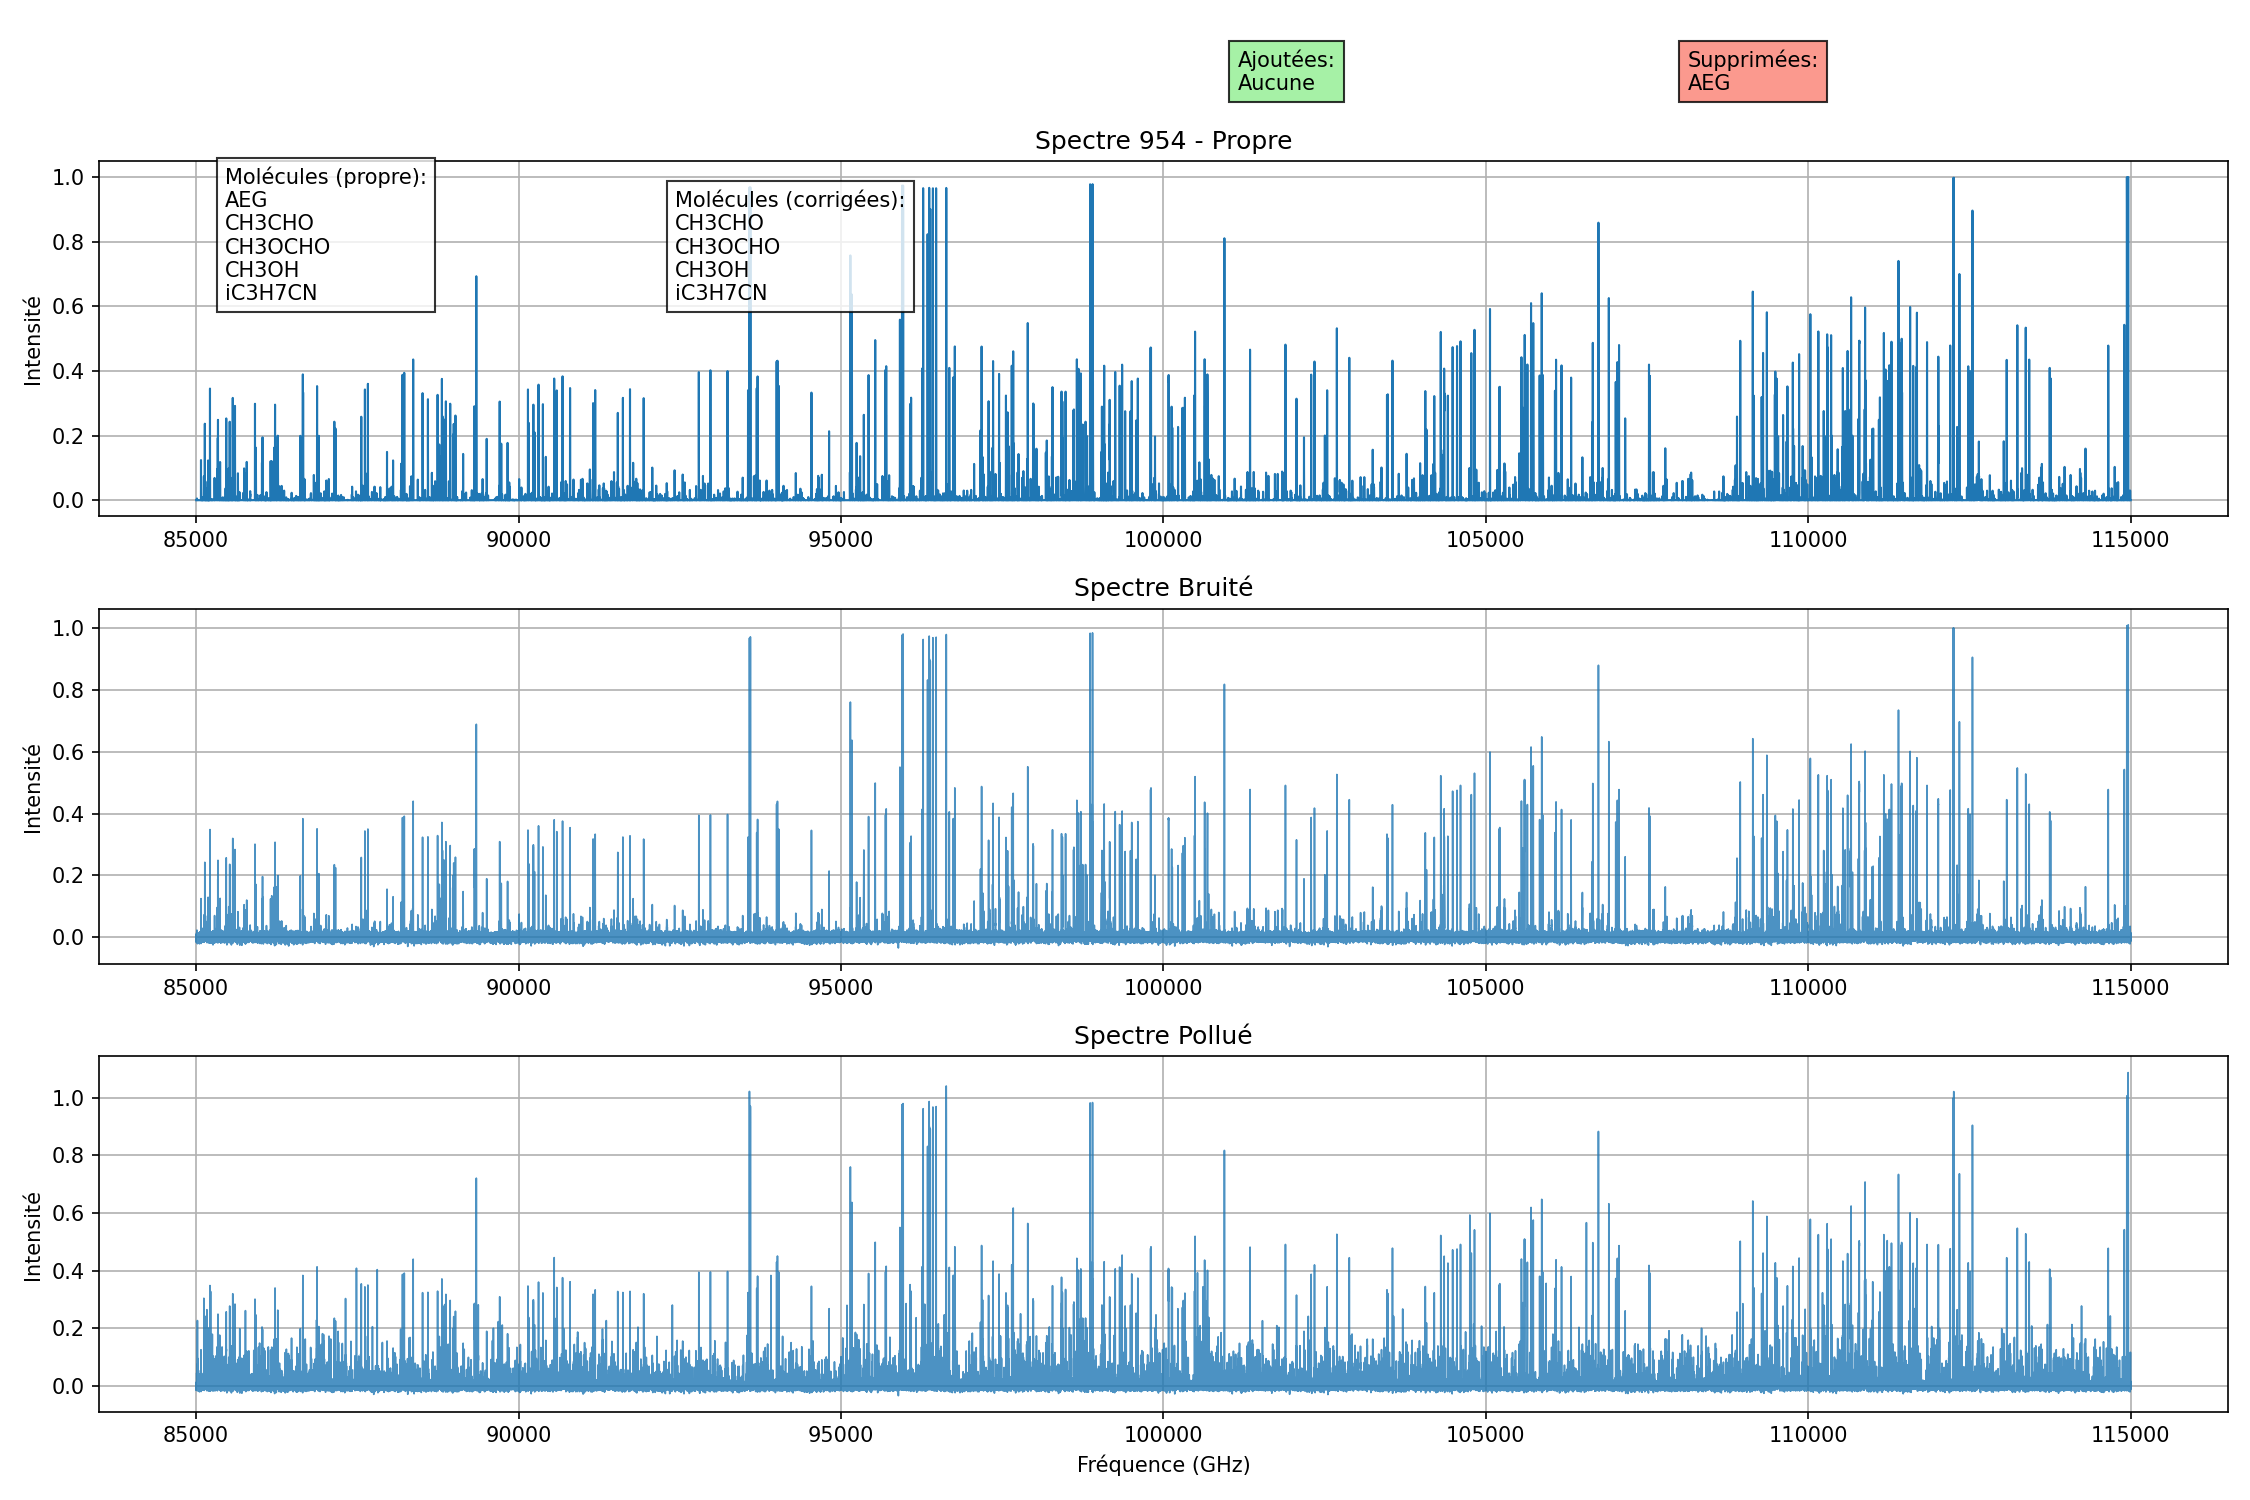 Ajoutées:
Aucune
Supprimées:
AEG
Spectre 954 - Propre
Molécules (propre):
AEG
CH3CHO
CH3OCHO
CH3OH
iC3H7CN
Molécules (corrigées):
CH3CHO
CH3OCHO
CH3OH
iC3H7CN
Intensité
1.0
0.8
0.6
0.4
0.2
0.0
85000 90000 95000 100000 105000 110000 115000
Spectre Bruité
Intensité
1.0
0.8
0.6
0.4
0.2
0.0
85000 90000 95000 100000 105000 110000 115000
Spectre Pollué
Intensité
1.0
0.8
0.6
0.4
0.2
0.0
85000 90000 95000 100000 105000 110000 115000
Fréquence (GHz)